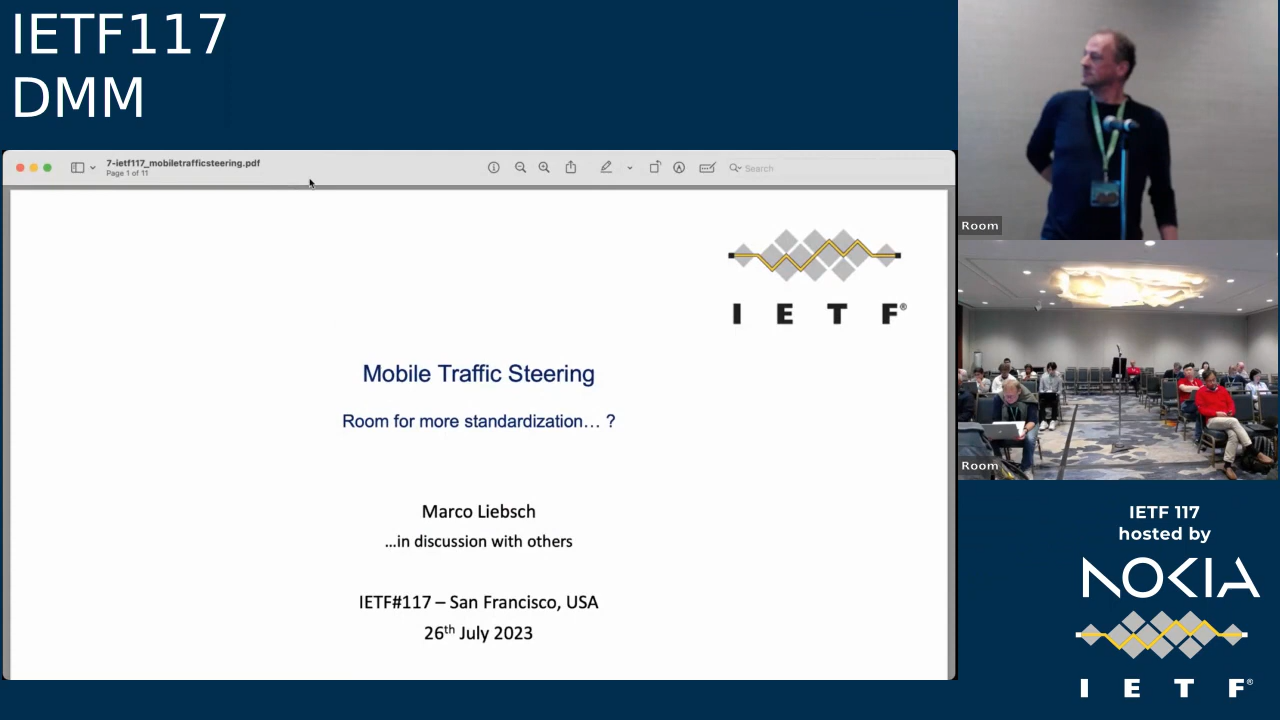 IETF117
DMM
7-ietf117_mobiletrafficsteering.pdf
Page 1 of 11
Search
I E T F®
Mobile Traffic Steering
Room for more standardization... ?
Marco Liebsch
...in discussion with others
IETF#117 – San Francisco, USA
26th July 2023
Room
Room
IETF 117
hosted by
NOKIA
I E T F®